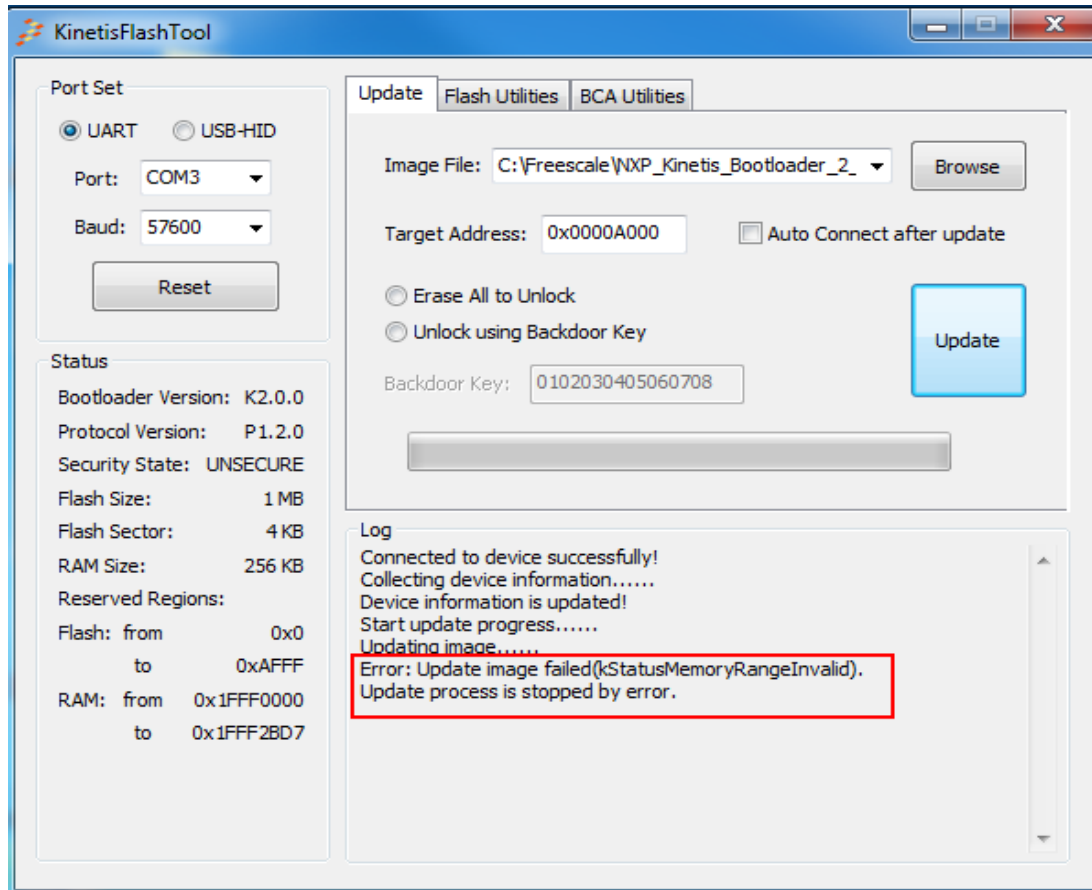 KinetisFlashTool
Port Set
UART USB-HID
Port: COM3
Baud: 57600
Reset
Status
Bootloader Version: K2.0.0
Protocol Version: P1.2.0
Security State: UNSECURE
Flash Size: 1 MB
Flash Sector: 4 KB
RAM Size: 256 KB
Reserved Regions:
Flash: from 0x0
to 0xAFFF
RAM: from 0x1FFF0000
to 0x1FFF2BD7
Update Flash Utilities BCA Utilities
Image File: C:\Freescale\NXP_Kinetis_Bootloader_2_ Browse
Target Address: 0x0000A000 Auto Connect after update
Erase All to Unlock
Unlock using Backdoor Key
Update
Backdoor Key: 0102030405060708
Log
Connected to device successfully!
Collecting device information......
Device information is updated!
Start update progress......
Updating image......
Error: Update image failed(kStatusMemoryRangeInvalid).
Update process is stopped by error.